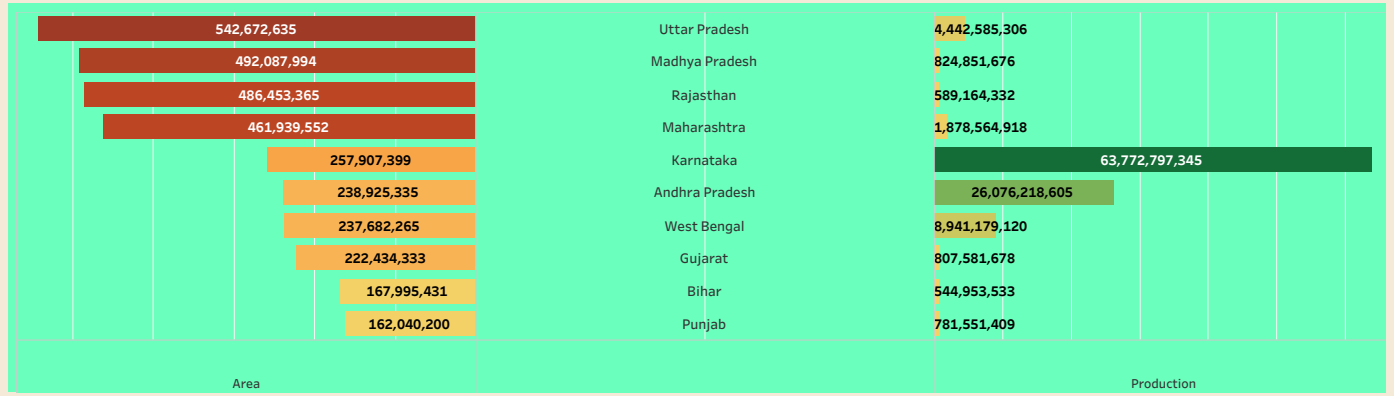 542,672,635 Uttar Pradesh 4,442,585,306
492,087,994 Madhya Pradesh 824,851,676
486,453,365 Rajasthan 589,164,332
461,939,552 Maharashtra 1,878,564,918
257,907,399 Karnataka 63,772,797,345
238,925,335 Andhra Pradesh 26,076,218,605
237,682,265 West Bengal 8,941,179,120
222,434,333 Gujarat 807,581,678
167,995,431 Bihar 544,953,533
162,040,200 Punjab 781,551,409
Area Production